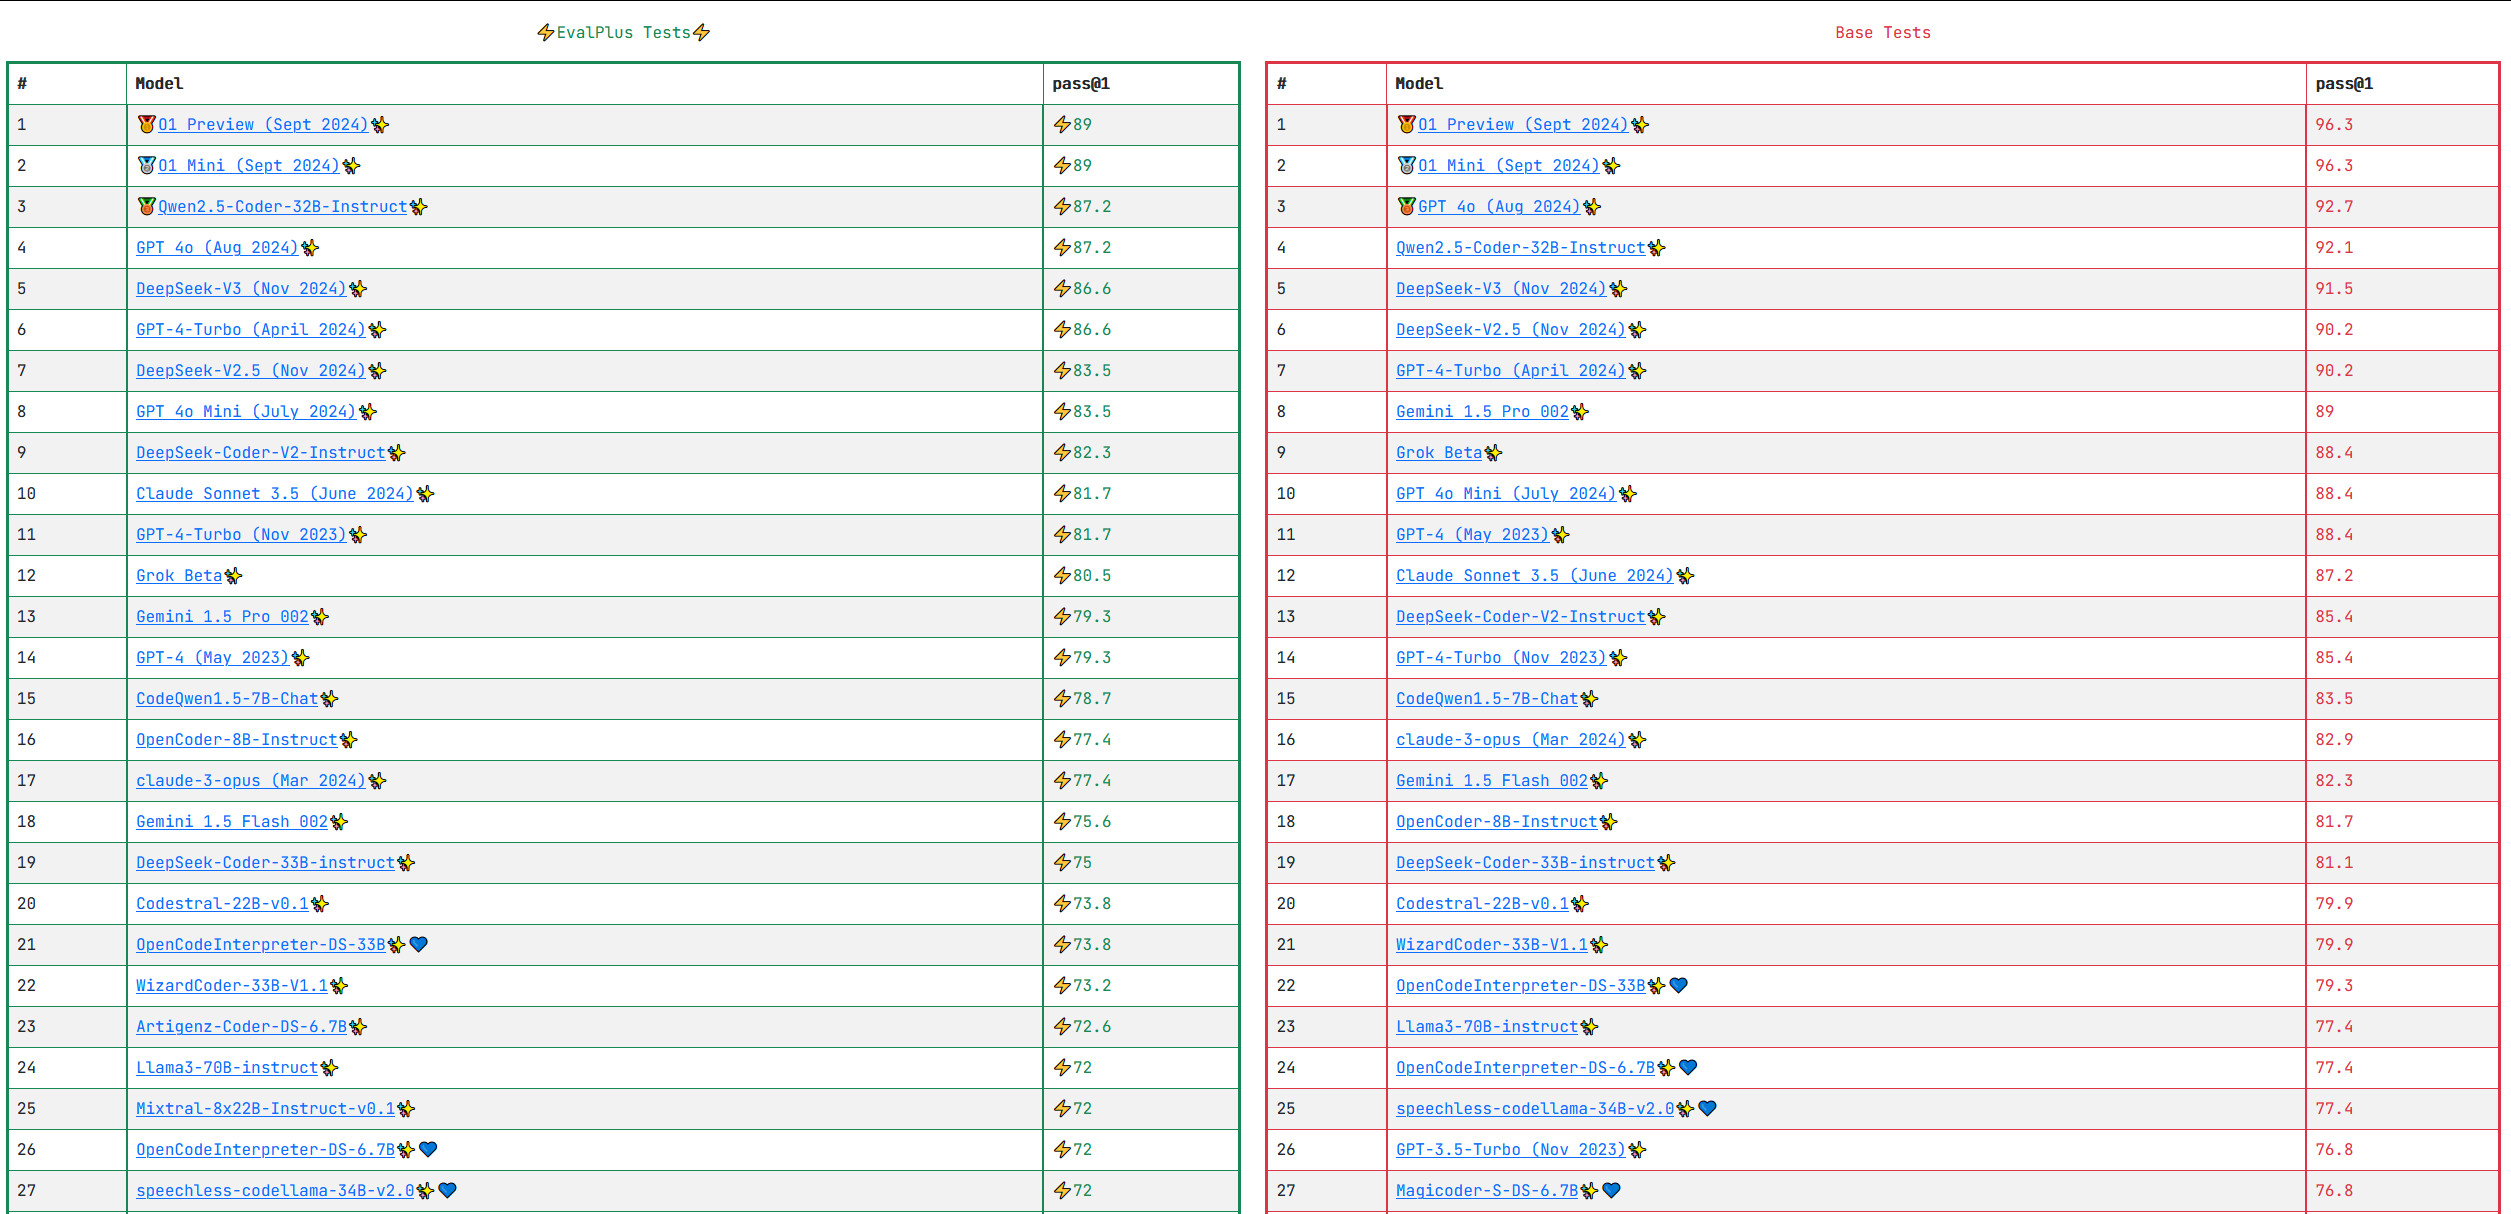 ⚡EvalPlus Tests⚡
# Model pass@1
1 🥇O1 Preview (Sept 2024)✨ ⚡89
2 🥈O1 Mini (Sept 2024)✨ ⚡89
3 🥉Qwen2.5-Coder-32B-Instruct✨ ⚡87.2
4 GPT 4o (Aug 2024)✨ ⚡87.2
5 DeepSeek-V3 (Nov 2024)✨ ⚡86.6
6 GPT-4-Turbo (April 2024)✨ ⚡86.6
7 DeepSeek-V2.5 (Nov 2024)✨ ⚡83.5
8 GPT 4o Mini (July 2024)✨ ⚡83.5
9 DeepSeek-Coder-V2-Instruct✨ ⚡82.3
10 Claude Sonnet 3.5 (June 2024)✨ ⚡81.7
11 GPT-4-Turbo (Nov 2023)✨ ⚡81.7
12 Grok Beta✨ ⚡80.5
13 Gemini 1.5 Pro 002✨ ⚡79.3
14 GPT-4 (May 2023)✨ ⚡79.3
15 CodeQwen1.5-7B-Chat✨ ⚡78.7
16 OpenCoder-8B-Instruct✨ ⚡77.4
17 claude-3-opus (Mar 2024)✨ ⚡77.4
18 Gemini 1.5 Flash 002✨ ⚡75.6
19 DeepSeek-Coder-33B-instruct✨ ⚡75
20 Codestral-22B-v0.1✨ ⚡73.8
21 OpenCodeInterpreter-DS-33B✨💙 ⚡73.8
22 WizardCoder-33B-V1.1✨ ⚡73.2
23 Artigenz-Coder-DS-6.7B✨ ⚡72.6
24 Llama3-70B-instruct✨ ⚡72
25 Mixtral-8x22B-Instruct-v0.1✨ ⚡72
26 OpenCodeInterpreter-DS-6.7B✨💙 ⚡72
27 speechless-codellama-34B-v2.0✨💙 ⚡72
Base Tests
# Model pass@1
1 🥇O1 Preview (Sept 2024)✨ 96.3
2 🥈O1 Mini (Sept 2024)✨ 96.3
3 🥉GPT 4o (Aug 2024)✨ 92.7
4 Qwen2.5-Coder-32B-Instruct✨ 92.1
5 DeepSeek-V3 (Nov 2024)✨ 91.5
6 DeepSeek-V2.5 (Nov 2024)✨ 90.2
7 GPT-4-Turbo (April 2024)✨ 90.2
8 Gemini 1.5 Pro 002✨ 89
9 Grok Beta✨ 88.4
10 GPT 4o Mini (July 2024)✨ 88.4
11 GPT-4 (May 2023)✨ 88.4
12 Claude Sonnet 3.5 (June 2024)✨ 87.2
13 DeepSeek-Coder-V2-Instruct✨ 85.4
14 GPT-4-Turbo (Nov 2023)✨ 85.4
15 CodeQwen1.5-7B-Chat✨ 83.5
16 claude-3-opus (Mar 2024)✨ 82.9
17 Gemini 1.5 Flash 002✨ 82.3
18 OpenCoder-8B-Instruct✨ 81.7
19 DeepSeek-Coder-33B-instruct✨ 81.1
20 Codestral-22B-v0.1✨ 79.9
21 WizardCoder-33B-V1.1✨ 79.9
22 OpenCodeInterpreter-DS-33B✨💙 79.3
23 Llama3-70B-instruct✨ 77.4
24 OpenCodeInterpreter-DS-6.7B✨💙 77.4
25 speechless-codellama-34B-v2.0✨💙 77.4
26 GPT-3.5-Turbo (Nov 2023)✨ 76.8
27 Magicoder-S-DS-6.7B✨💙 76.8